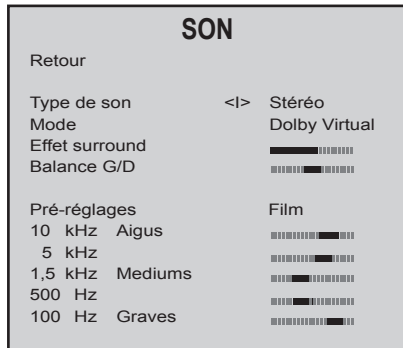 SON
Retour
Type de son <I> Stéréo
Mode Dolby Virtual
Effet surround
Balance G/D
Pré-réglages Film
10 kHz Aigus
5 kHz
1,5 kHz Mediums
500 Hz
100 Hz Graves